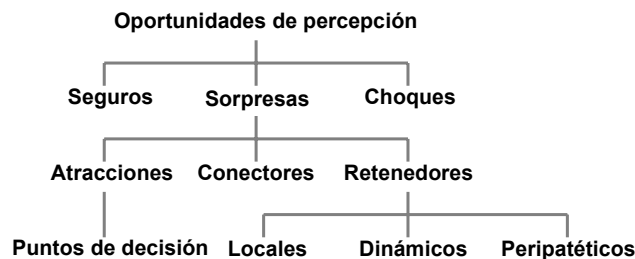 Oportunidades de percepción
Seguros Sorpresas Choques
Atracciones Conectores Retenedores
Puntos de decisión Locales Dinámicos Peripatéticos